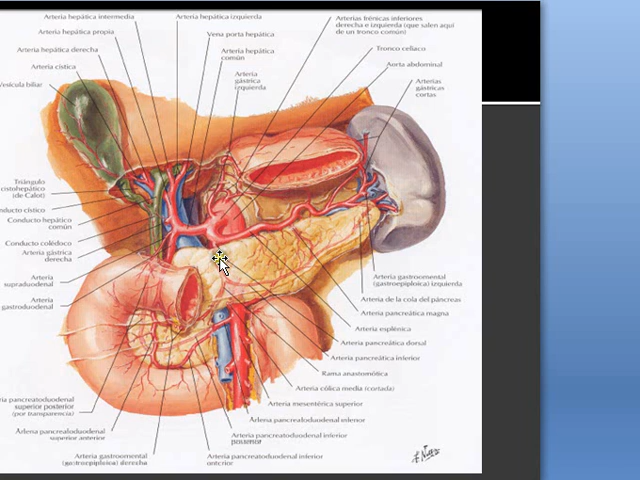 Arteria hepática intermedia
Arteria hepática izquierda
Arterias frénicas inferiores
derecha e izquierda (que salen aquí
de un tronco común)
Arteria hepática propia
Vena porta hepática
Arteria hepática derecha
Arteria hepática
común
Tronco celíaco
Arteria cística
Arteria
gástrica
izquierda
Aorta abdominal
Vesícula biliar
Arterias
gástricas
cortas
Triángulo
cistohepático
(de Calot)
nducto cístico
Conducto hepático
común
Conducto colédoco
Arteria gástrica
derecha
Arteria
supraduodenal
Arteria
gastroduodenal
Arteria gastroomental
(gastroepiploica) izquierda
Arteria de la cola del páncreas
Arteria pancreática magna
Arteria esplénica
Arteria pancreática dorsal
Arteria pancreática inferior
Rama anastomótica
Arteria cólica media (cortada)
Arteria mesentérica superior
Arteria pancreatoduodenal inferior
Arteria pancreatoduodenal inferior
posterior
Arteria pancreatoduodenal inferior
anterior
ia pancreatoduodenal
superior posterior
(por transparencia)
Arteria pancreatoduodenal
superior anterior
Arteria gastroomental
(gastroepiploica) derecha